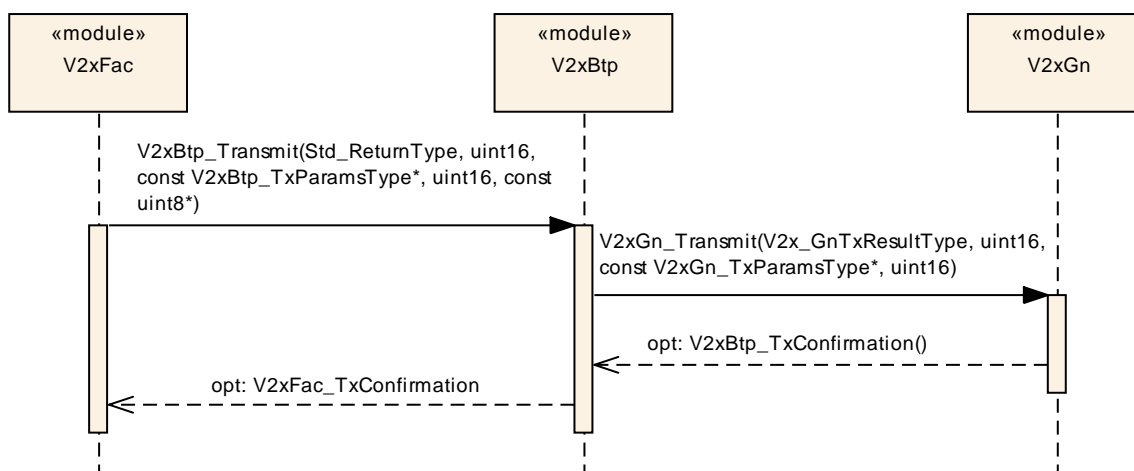 «module»
V2xFac
«module»
V2xBtp
«module»
V2xGn
V2xBtp_Transmit(Std_ReturnType, uint16,
const V2xBtp_TxParamsType*, uint16, const
uint8*)
V2xGn_Transmit(V2x_GnTxResultType, uint16,
const V2xGn_TxParamsType*, uint16)
opt: V2xBtp_TxConfirmation()
opt: V2xFac_TxConfirmation